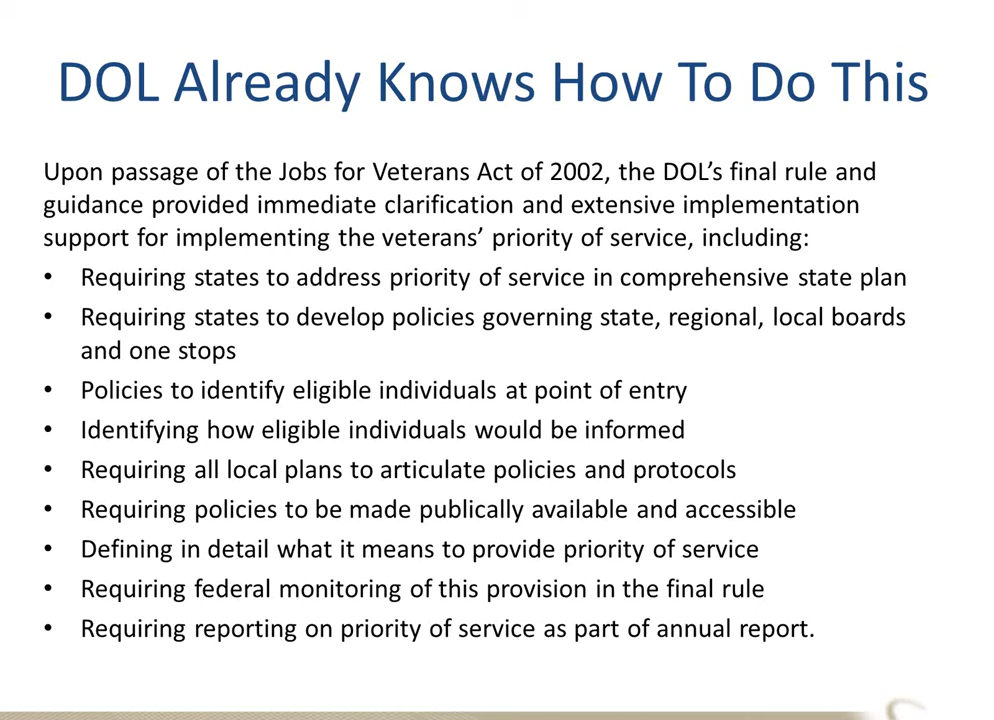 DOL Already Knows How To Do This
Upon passage of the Jobs for Veterans Act of 2002, the DOL’s final rule and
guidance provided immediate clarification and extensive implementation
support for implementing the veterans’ priority of service, including:
• Requiring states to address priority of service in comprehensive state plan
• Requiring states to develop policies governing state, regional, local boards
and one stops
• Policies to identify eligible individuals at point of entry
• Identifying how eligible individuals would be informed
• Requiring all local plans to articulate policies and protocols
• Requiring policies to be made publically available and accessible
• Defining in detail what it means to provide priority of service
• Requiring federal monitoring of this provision in the final rule
• Requiring reporting on priority of service as part of annual report.